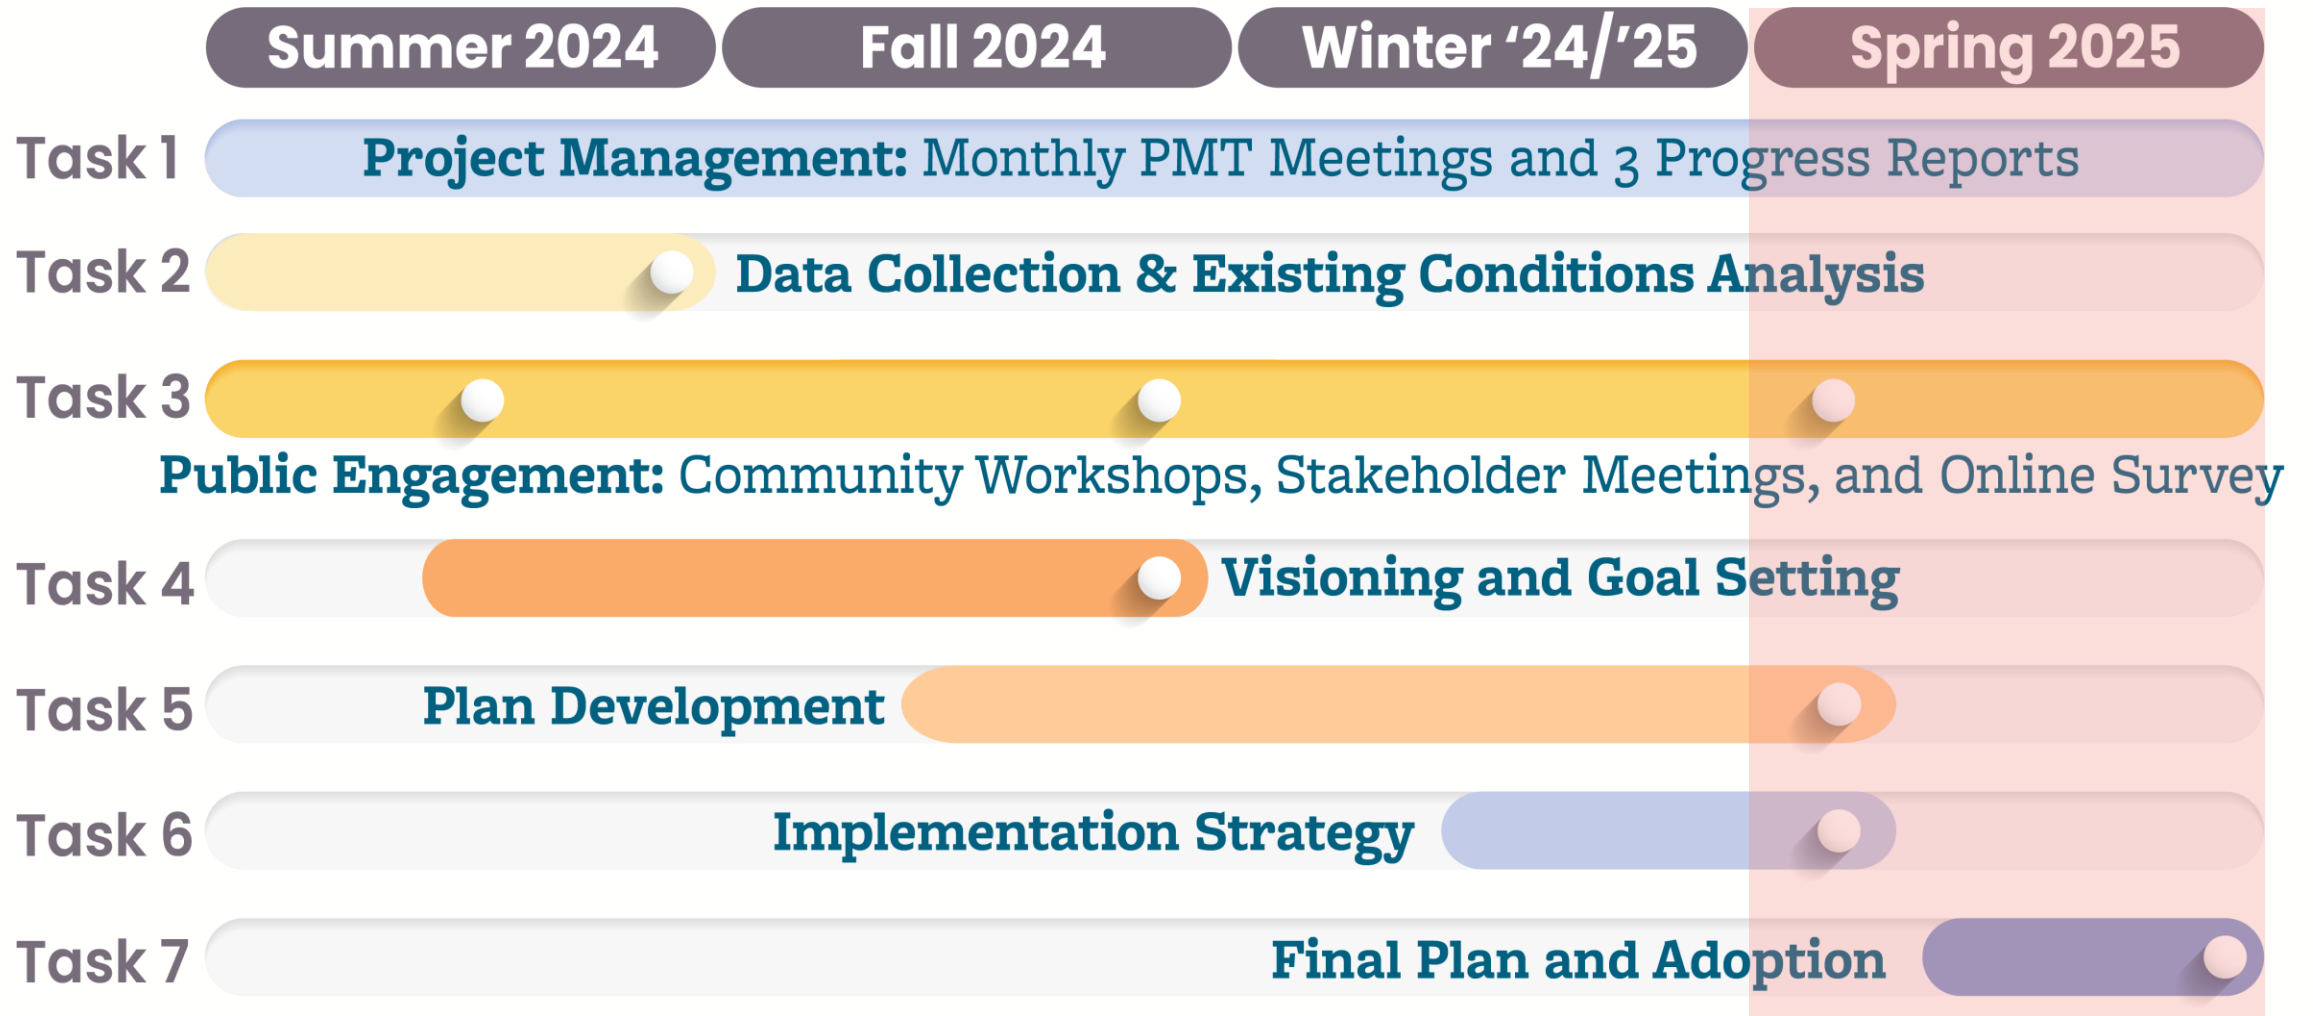 Summer 2024 Fall 2024 Winter ‘24/’25 Spring 2025
Task 1 Project Management: Monthly PMT Meetings and 3 Progress Reports
Task 2 Data Collection & Existing Conditions Analysis
Task 3
Public Engagement: Community Workshops, Stakeholder Meetings, and Online Survey
Task 4 Visioning and Goal Setting
Task 5 Plan Development
Task 6 Implementation Strategy
Task 7 Final Plan and Adoption